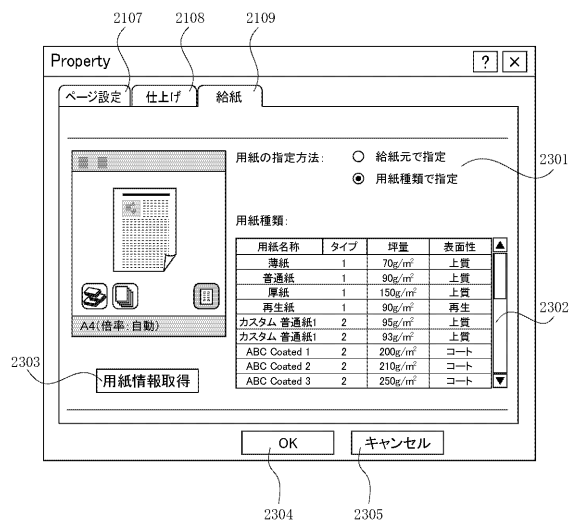 2107 2108 2109
Property ? ×
ページ設定 仕上げ 給紙
用紙の指定方法: 給紙元で指定
用紙種類で指定
2301
用紙種類:
用紙名称 タイプ 坪量 表面性
薄紙 1 70g/m² 上質
普通紙 1 90g/m² 上質
厚紙 1 150g/m² 上質
再生紙 1 90g/m² 再生
カスタム 普通紙1 2 95g/m² 上質
カスタム 普通紙1 2 93g/m² 上質
ABC Coated 1 2 200g/m² コート
ABC Coated 2 2 210g/m² コート
ABC Coated 3 2 250g/m² コート
2302
A4(倍率:自動)
2303
用紙情報取得
OK キャンセル
2304 2305